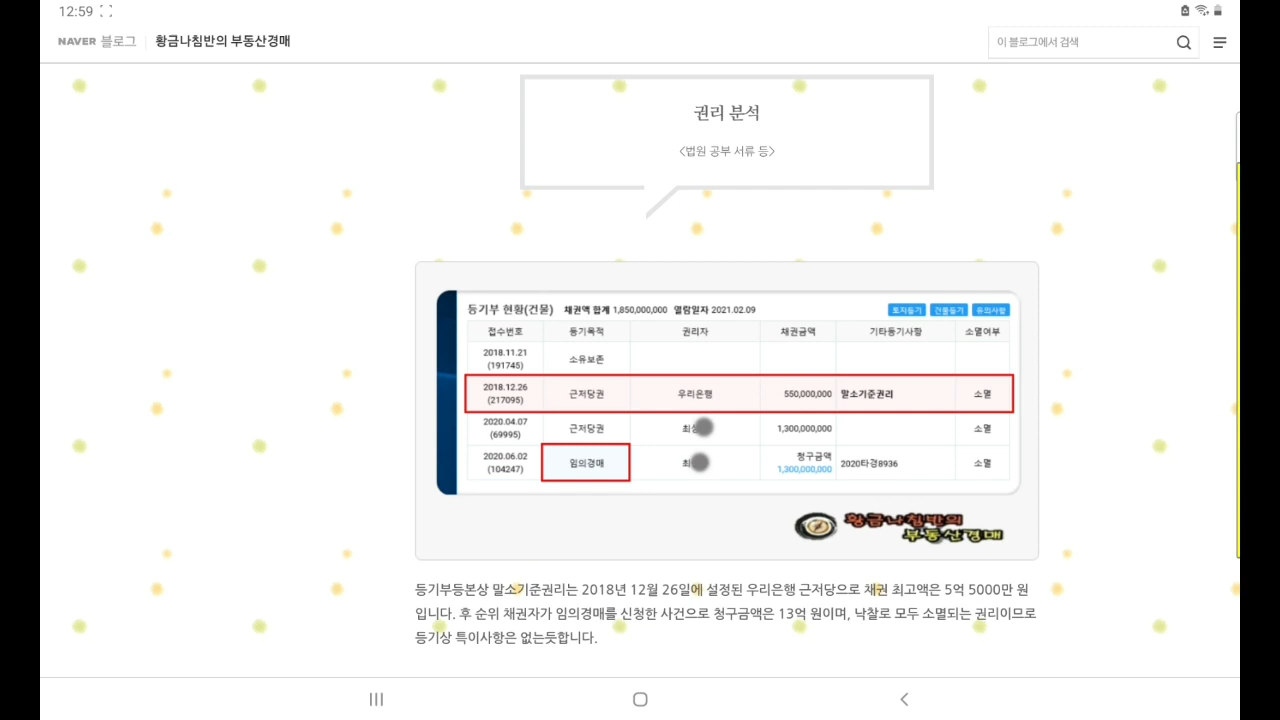 12:59
NAVER 블로그 황금나침반의 부동산경매
이 블로그에서 검색
권리 분석
<법원 공부 서류 등>
등기부 현황(건물) 채권액 합계 1,850,000,000 열람일자 2021.02.09
토지등기 건물등기 유의사항
접수번호 등기목적 권리자 채권금액 기타등기사항 소멸여부
2018.11.21
(191745) 소유보존
2018.12.26
(217095) 근저당권 우리은행 550,000,000 말소기준권리 소멸
2020.04.07
(69995) 근저당권 최 1,300,000,000 소멸
2020.06.02
(104247) 임의경매 최 청구금액
1,300,000,000 2020타경8936 소멸
황금나침반의
부동산경매
등기부등본상 말소기준권리는 2018년 12월 26일에 설정된 우리은행 근저당으로 채권 최고액은 5억 5000만 원
입니다. 후 순위 채권자가 임의경매를 신청한 사건으로 청구금액은 13억 원이며, 낙찰로 모두 소멸되는 권리이므로
등기상 특이사항은 없는듯합니다.